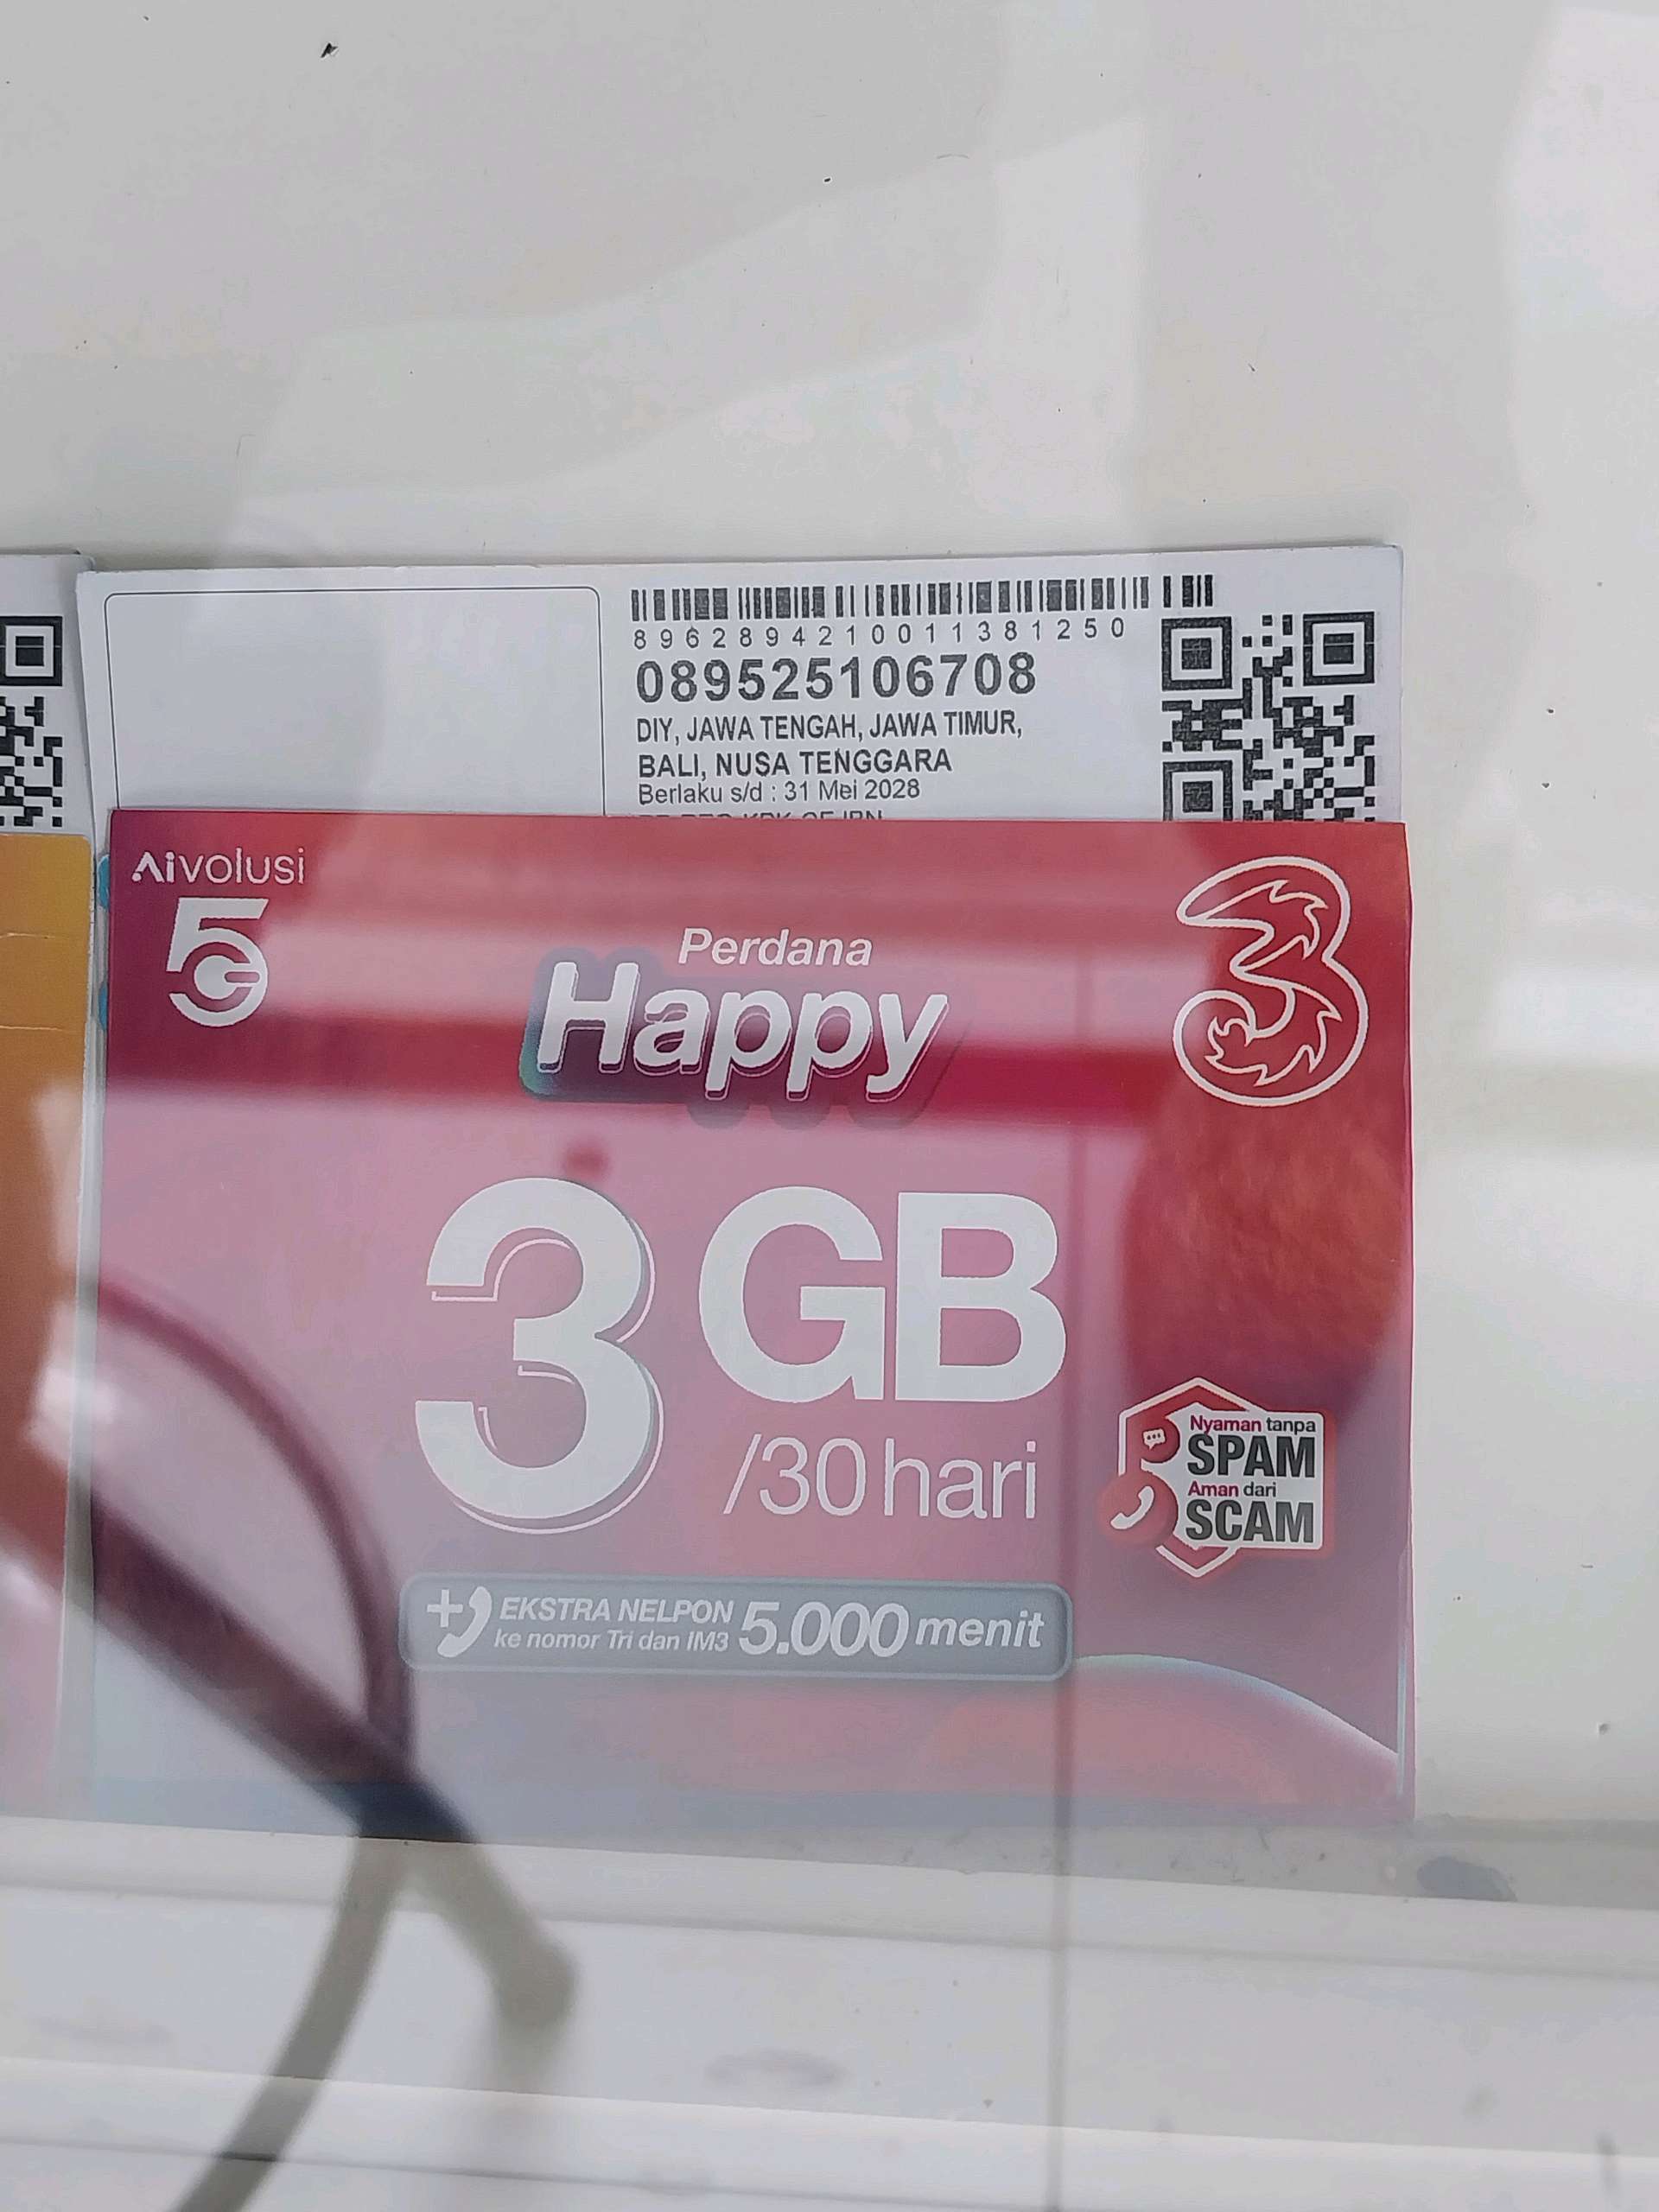 8962894210011381250
089525106708
DIY, JAWA TENGAH, JAWA TIMUR,
BALI, NUSA TENGGARA
Berlaku s/d : 31 Mei 2028
Aivolusi
5G
3
Perdana
Happy
3 GB
/30 hari
Nyaman tanpa
SPAM
Aman dari
SCAM
+ EKSTRA NELPON
ke nomor Tri dan IM3
5.000 menit